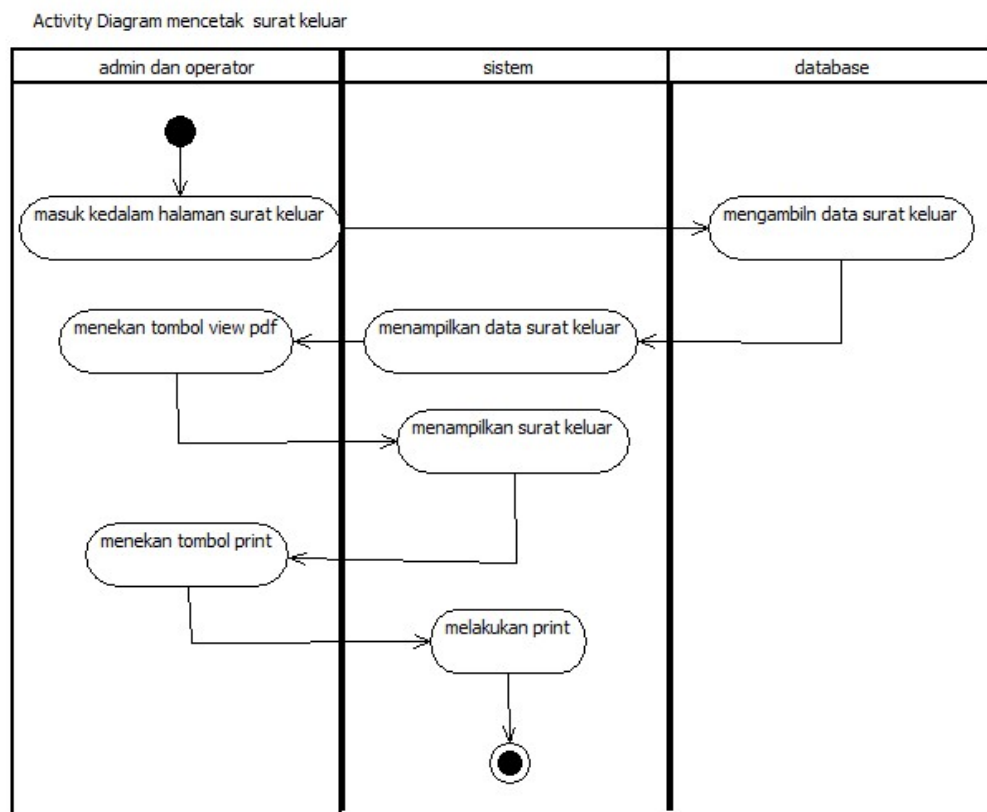 Activity Diagram mencetak surat keluar
admin dan operator
sistem
database
masuk kedalam halaman surat keluar
mengambiln data surat keluar
menekan tombol view pdf
menampilkan data surat keluar
menampilkan surat keluar
menekan tombol print
melakukan print